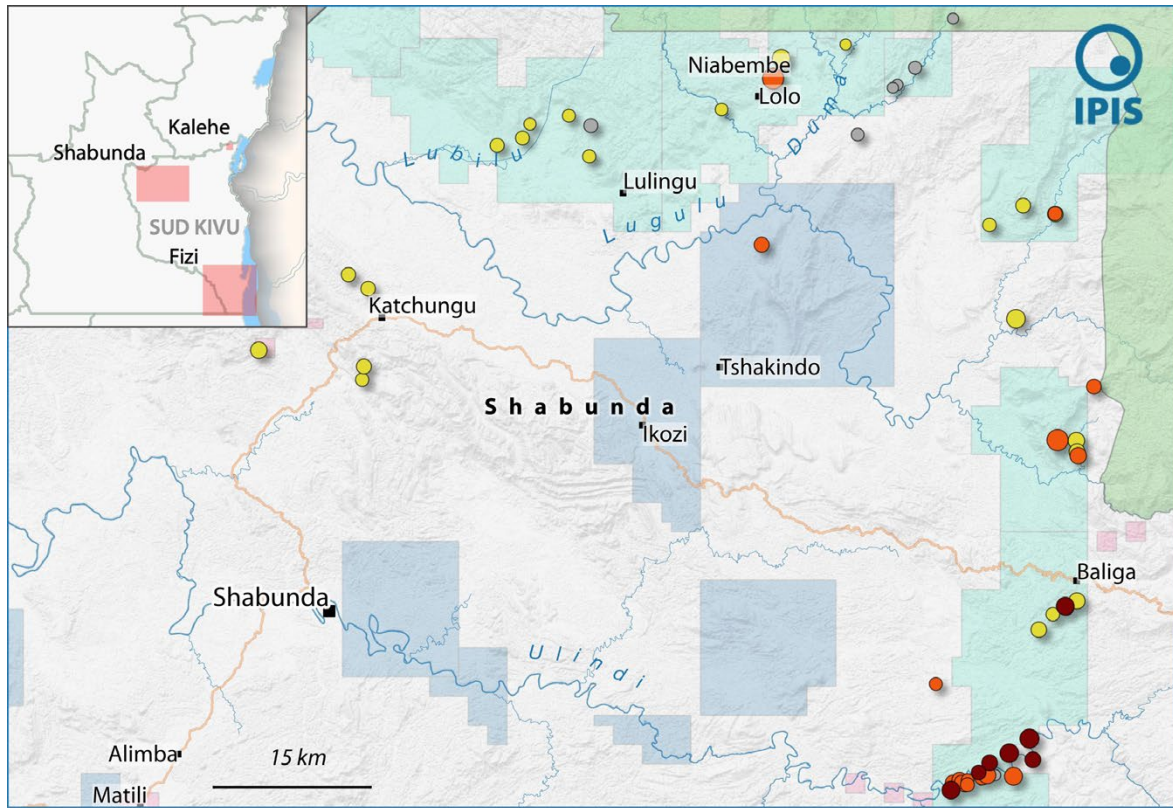 Kalehe
Shabunda
SUD KIVU
Fizi
IPIS
Niabembe
Lolo
Duma
Lubilu
Lulingu
Lugulu
Katchungu
Tshakindo
Shabunda
Ikozi
Baliga
Shabunda
Ulindi
Alimba
15 km
Matili